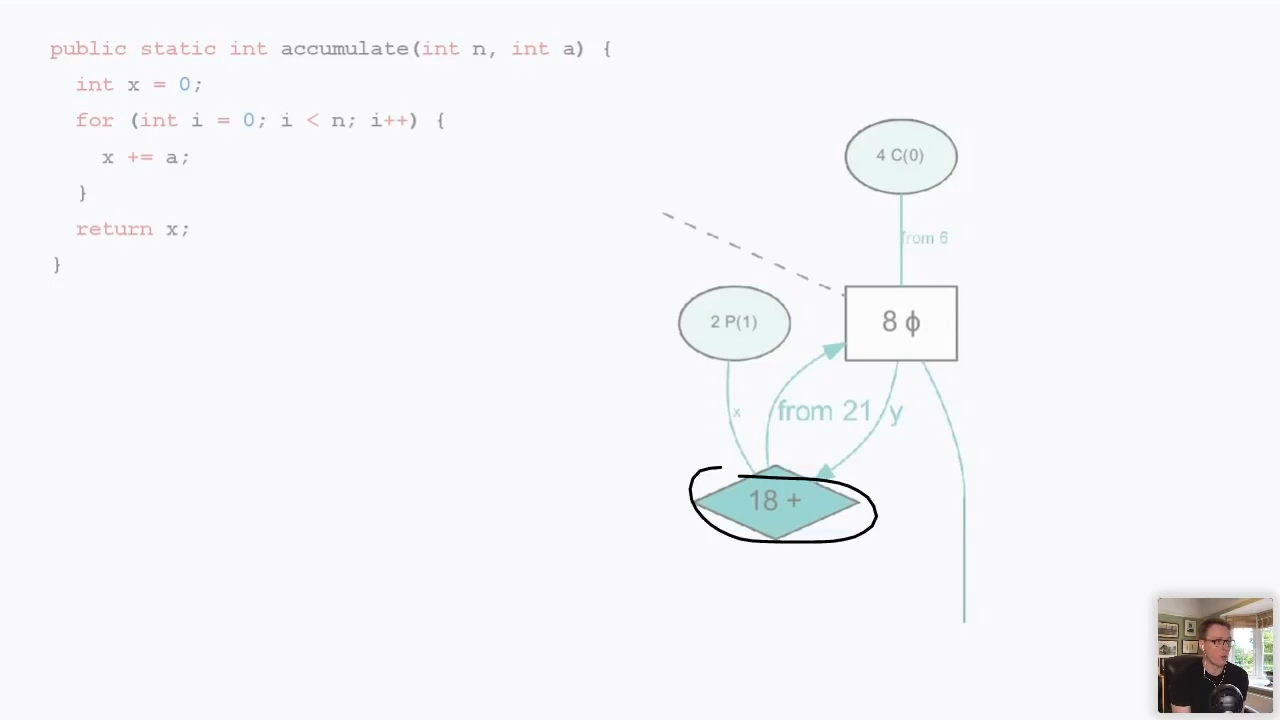 public static int accumulate(int n, int a) {
int x = 0;
for (int i = 0; i < n; i++) {
x += a;
}
return x;
}
4 C(0)
from 6
2 P(1)
8 ϕ
x
from 21
y
18 +